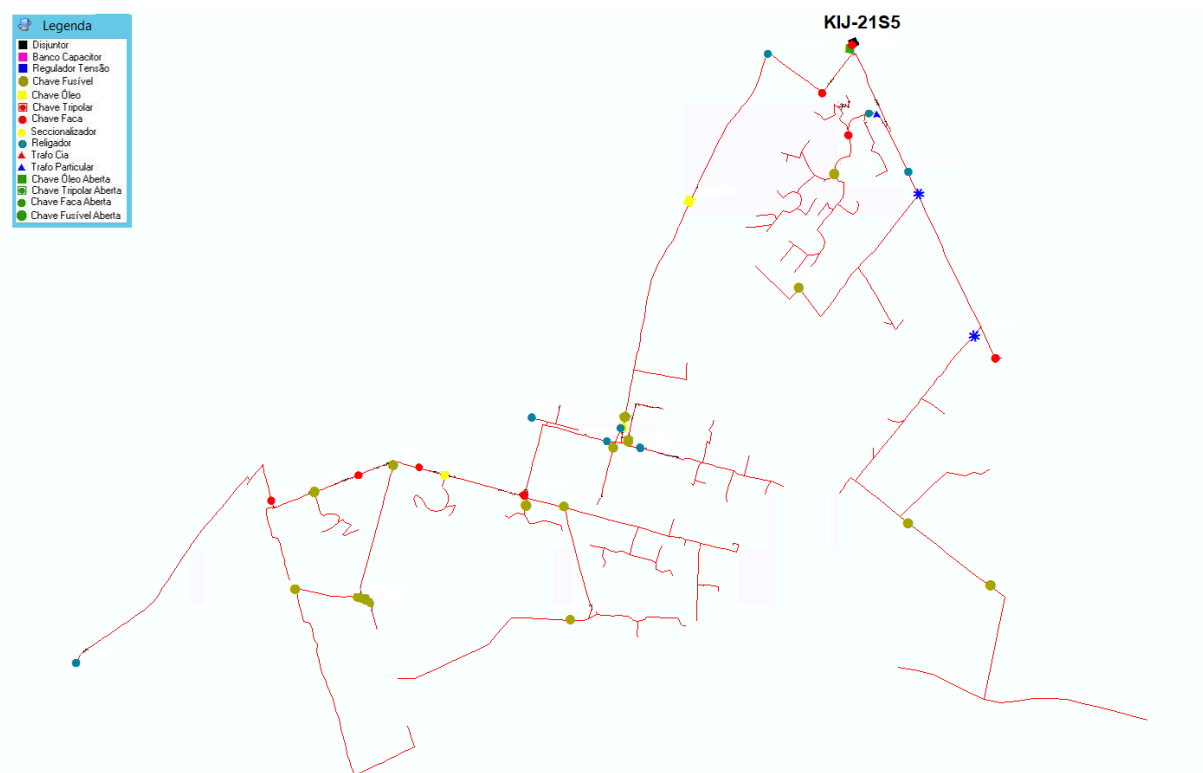 KIJ-21S5
Legenda
Disjuntor
Banco Capacitor
Regulador Tensão
Chave Fusível
Chave Óleo
Chave Tripolar
Chave Faca
Seccionalizador
Religador
Trafo Cia
Trafo Particular
Chave Óleo Aberta
Chave Tripolar Aberta
Chave Faca Aberta
Chave Fusível Aberta